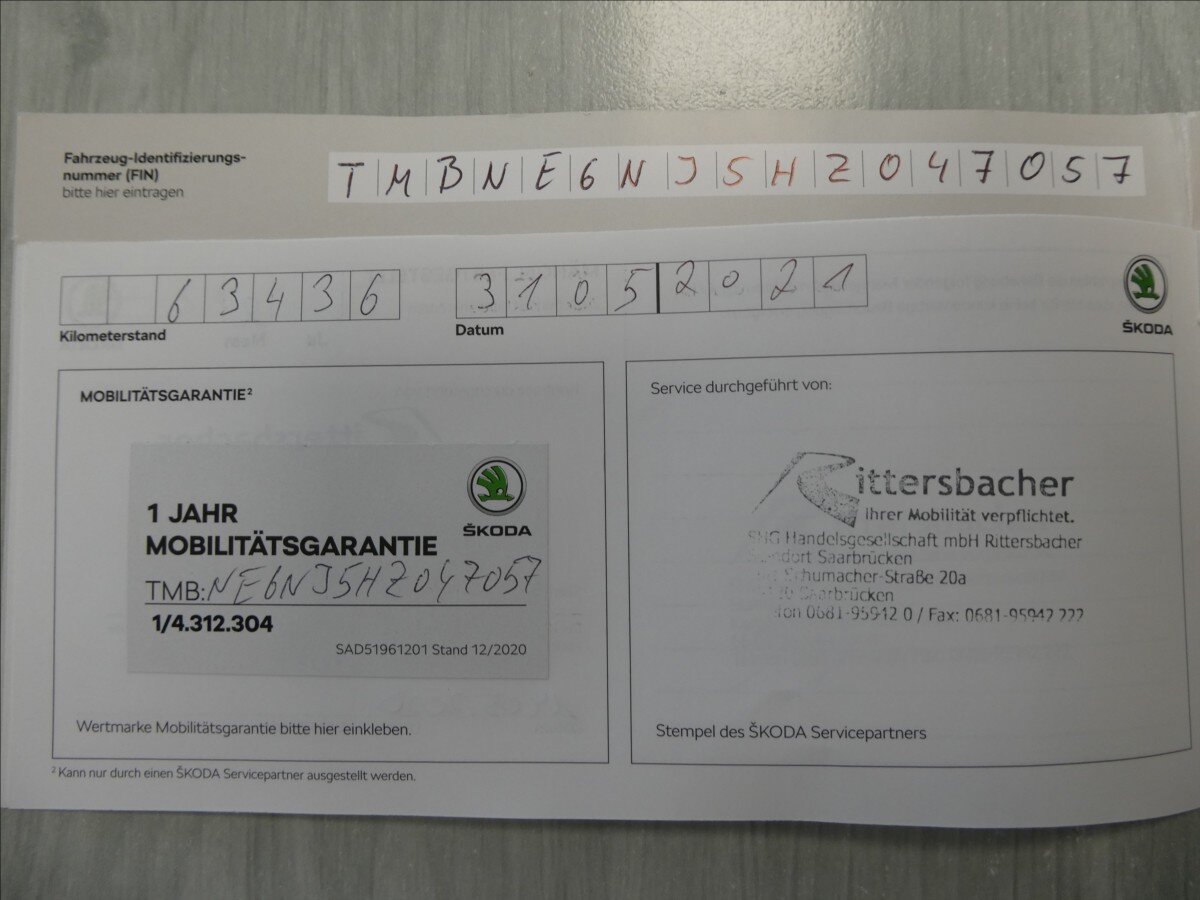 Fahrzeug-Identifizierungs-
nummer (FIN)
bitte hier eintragen
TMBNE6NJ5HZ047057
63436
31052021
Kilometerstand
Datum
ŠKODA
MOBILITÄTSGARANTIE²
1 JAHR
MOBILITÄTSGARANTIE
ŠKODA
TMB: NE6NJ5HZ047057
1/4.312.304
SAD51961201 Stand 12/2020
Wertmarke Mobilitätsgarantie bitte hier einkleben.
Service durchgeführt von:
Rittersbacher
Ihrer Mobilität verpflichtet.
Handelsgesellschaft mbH Rittersbacher
Saarbrücken
Schumacher-Straße 20a
Saarbrücken
0681-95942 0 / Fax: 0681-95942 222
Stempel des ŠKODA Servicepartners
² Kann nur durch einen ŠKODA Servicepartner ausgestellt werden.